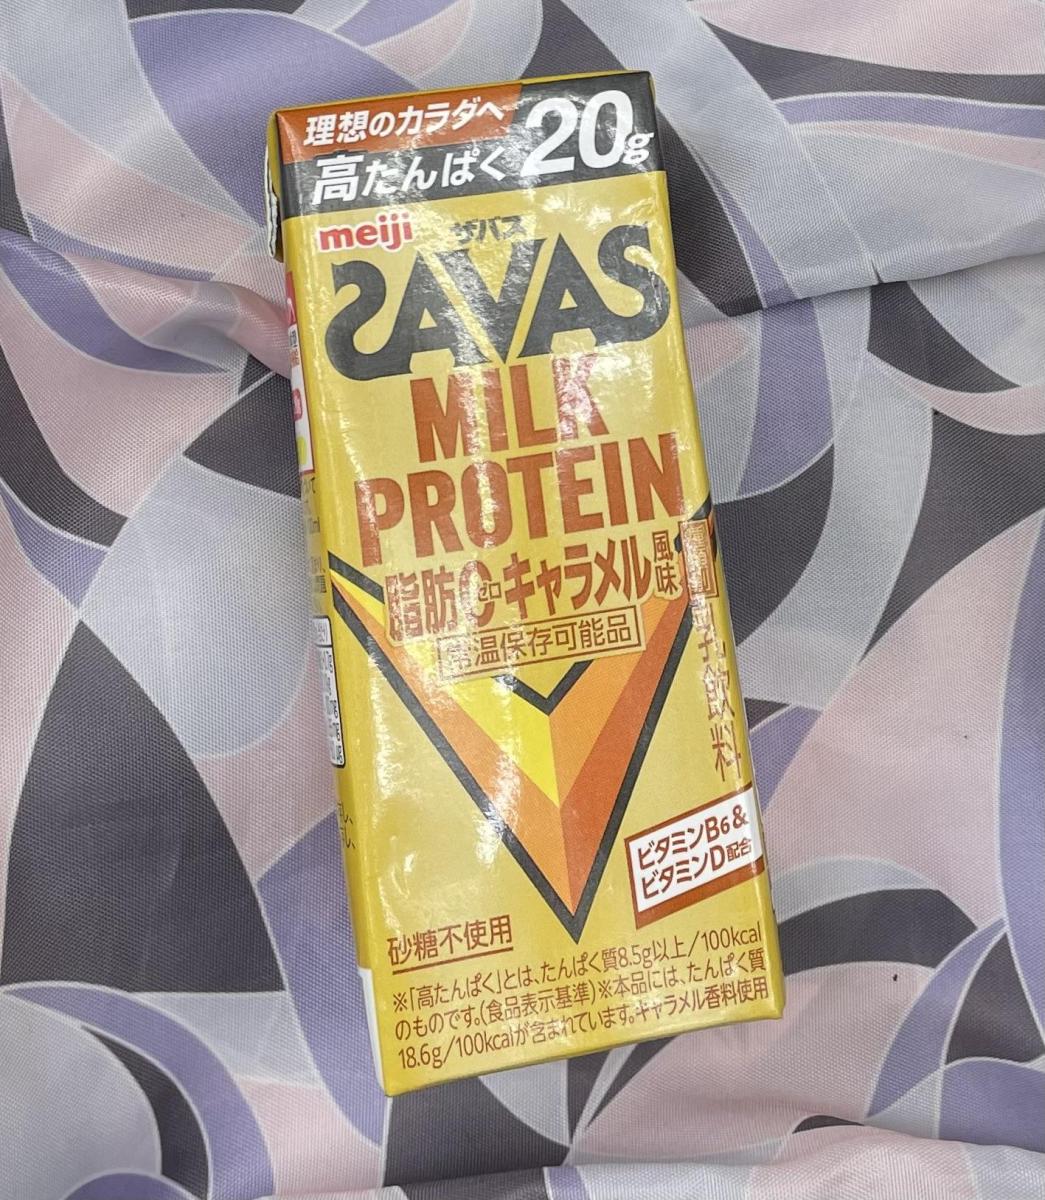 理想のカラダへ
高たんぱく20g
meiji
ザバス
SAVAS
MILK
PROTEIN
脂肪0ゼロキャラメル風味
常温保存可能品
乳飲料
ビタミンB6&
ビタミンD配合
砂糖不使用
※「高たんぱく」とは、たんぱく質8.5g以上/100kcal
のものです。(食品表示基準)※本品には、たんぱく質
18.6g/100kcalが含まれています。キャラメル香料使用